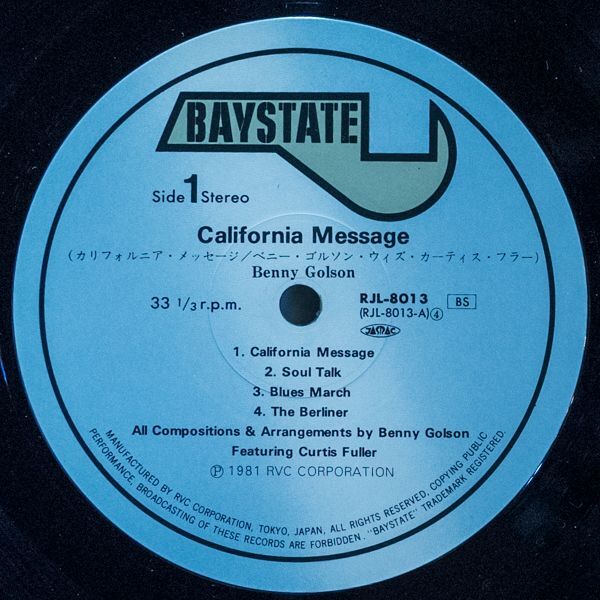 BAYSTATE
Side 1 Stereo
California Message
(カリフォルニア・メッセージ/ベニー・ゴルソン・ウィズ・カーティス・フラー)
Benny Golson
33 1/3 r.p.m.
RJL-8013 BS
(RJL-8013-A)④
JASRAC
1. California Message
2. Soul Talk
3. Blues March
4. The Berliner
All Compositions & Arrangements by Benny Golson
Featuring Curtis Fuller
Ⓟ 1981 RVC CORPORATION
MANUFACTURED BY RVC CORPORATION, TOKYO, JAPAN, ALL RIGHTS RESERVED, COPYING PUBLIC
PERFORMANCE, BROADCASTING OF THESE RECORDS ARE FORBIDDEN. "BAYSTATE" TRADEMARK REGISTERED.